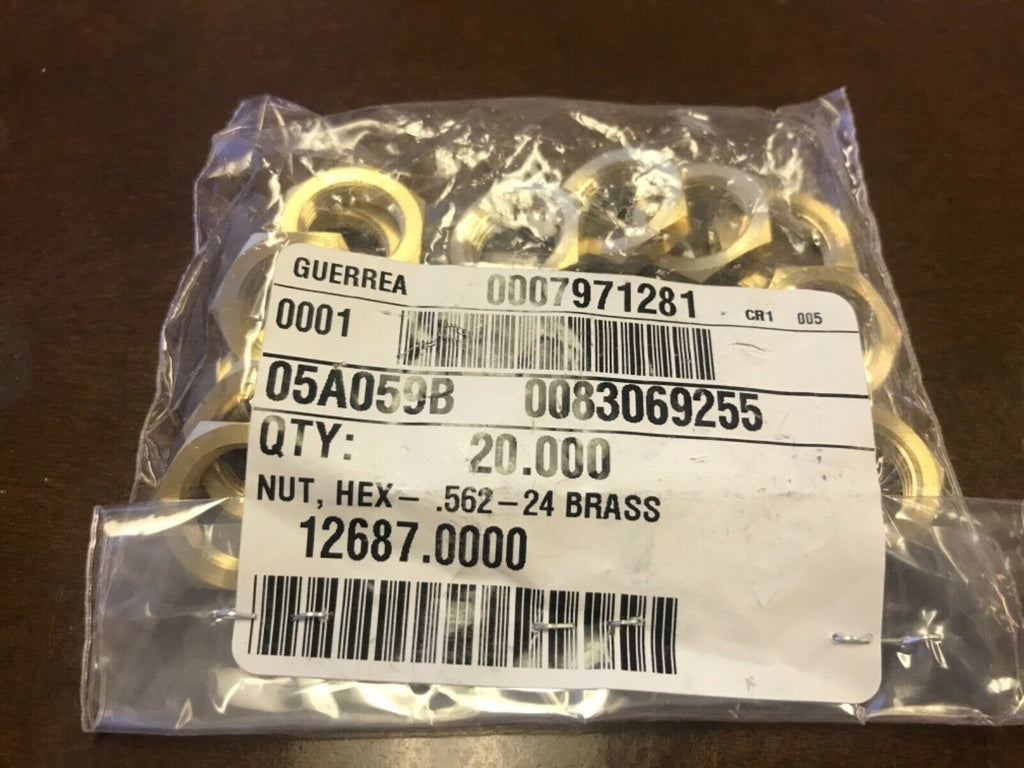 GUERREA 0007971281 CR1 005
0001
05A059B 0083069255
QTY: 20.000
NUT, HEX- .562-24 BRASS
12687.0000